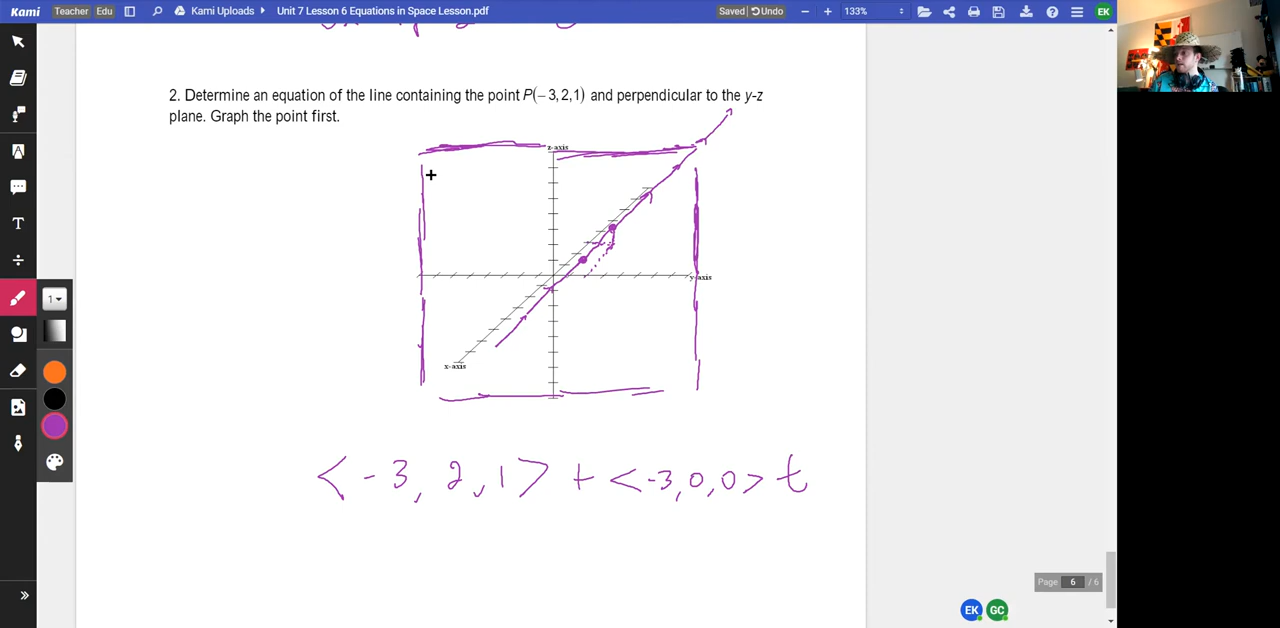 Kami Teacher Edu Kami Uploads Unit 7 Lesson 6 Equations in Space Lesson.pdf Saved Undo 133% EK
2. Determine an equation of the line containing the point P(−3,2,1) and perpendicular to the y-z
plane. Graph the point first.
z-axis
y-axis
x-axis
1
<-3, 2, 1> + <-3, 0, 0> t
Page 6 / 6
EK GC